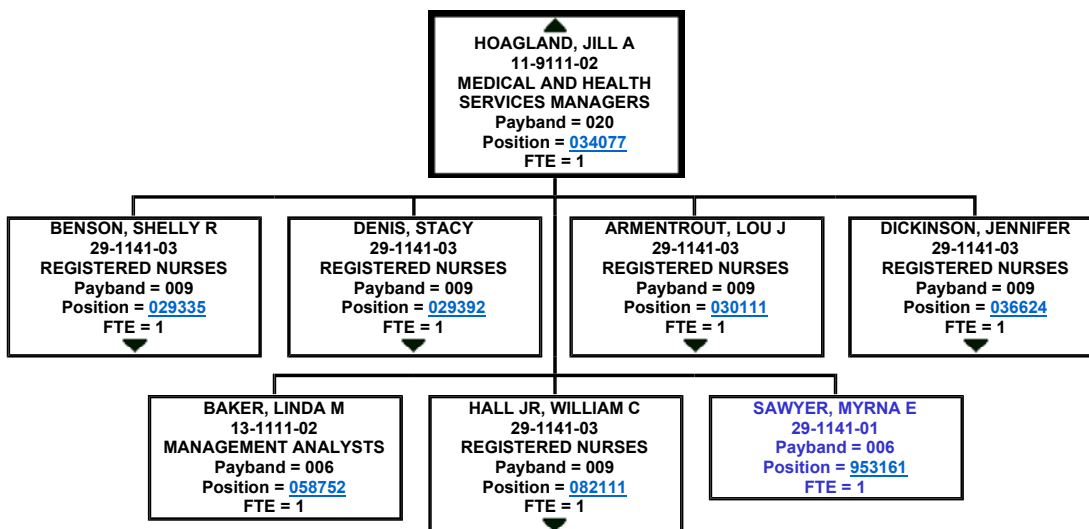 HOAGLAND, JILL A
11-9111-02
MEDICAL AND HEALTH
SERVICES MANAGERS
Payband = 020
Position = 034077
FTE = 1
BENSON, SHELLY R
29-1141-03
REGISTERED NURSES
Payband = 009
Position = 029335
FTE = 1
DENIS, STACY
29-1141-03
REGISTERED NURSES
Payband = 009
Position = 029392
FTE = 1
ARMENTROUT, LOU J
29-1141-03
REGISTERED NURSES
Payband = 009
Position = 030111
FTE = 1
DICKINSON, JENNIFER
29-1141-03
REGISTERED NURSES
Payband = 009
Position = 036624
FTE = 1
BAKER, LINDA M
13-1111-02
MANAGEMENT ANALYSTS
Payband = 006
Position = 058752
FTE = 1
HALL JR, WILLIAM C
29-1141-03
REGISTERED NURSES
Payband = 009
Position = 082111
FTE = 1
SAWYER, MYRNA E
29-1141-01
Payband = 006
Position = 953161
FTE = 1